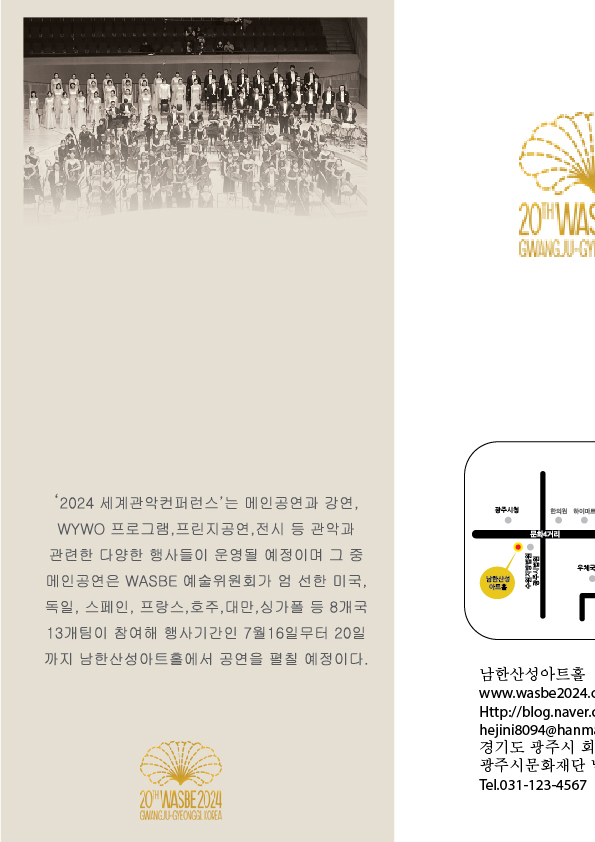 ‘2024 세계관악컨퍼런스’는 메인공연과 강연,
WYWO 프로그램,프린지공연,전시 등 관악과
관련한 다양한 행사들이 운영될 예정이며 그 중
메인공연은 WASBE 예술위원회가 엄 선한 미국,
독일, 스페인, 프랑스,호주,대만,싱가폴 등 8개국
13개팀이 참여해 행사기간인 7월16일무터 20일
까지 남한산성아트홀에서 공연을 펼칠 예정이다.
20TH WASBE 2024
GWANGJU-GYEONGGI, KOREA
20TH WAS
GWANGJU-GYE
광주시청
한의원
하이마트
문화4거리
남한산성
아트홀
우체국
남한산성아트홀
www.wasbe2024.c
Http://blog.naver.c
hejini8094@hanma
경기도 광주시 회
광주시문화재단
Tel.031-123-4567